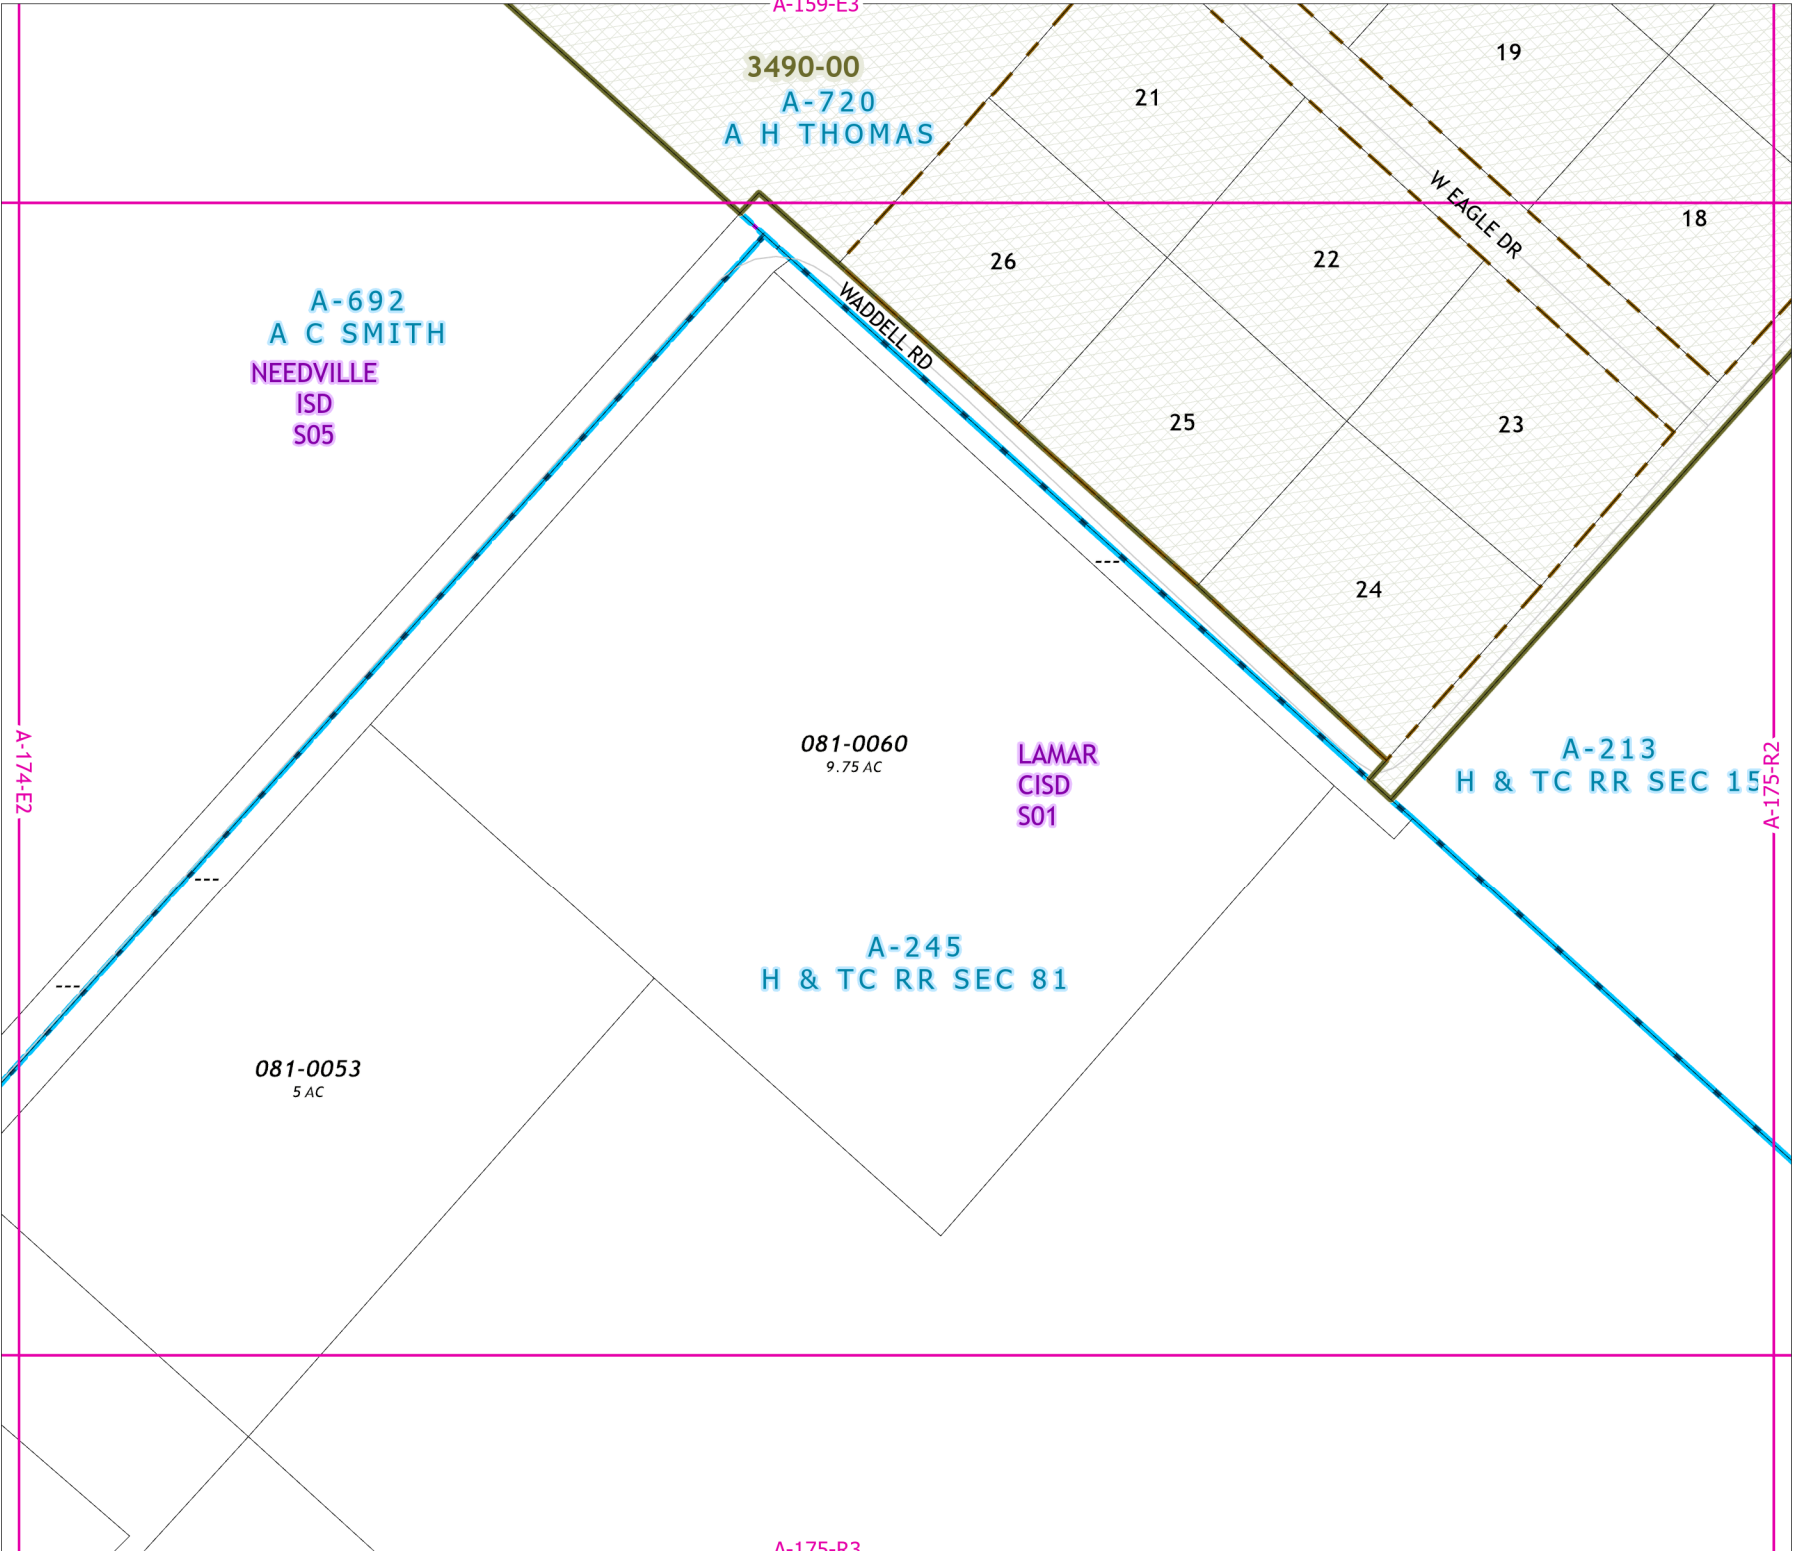 A-159-E3
3490-00
A-720
A H THOMAS
19
21
W EAGLE DR
18
26
22
A-692
A C SMITH
NEEDVILLE
ISD
S05
WADDELL RD
25
23
24
A-174-E2
081-0060
9.75 AC
LAMAR
CISD
S01
A-213
H & TC RR SEC 15
A-175-R2
A-245
H & TC RR SEC 81
081-0053
5 AC
A-175-R3